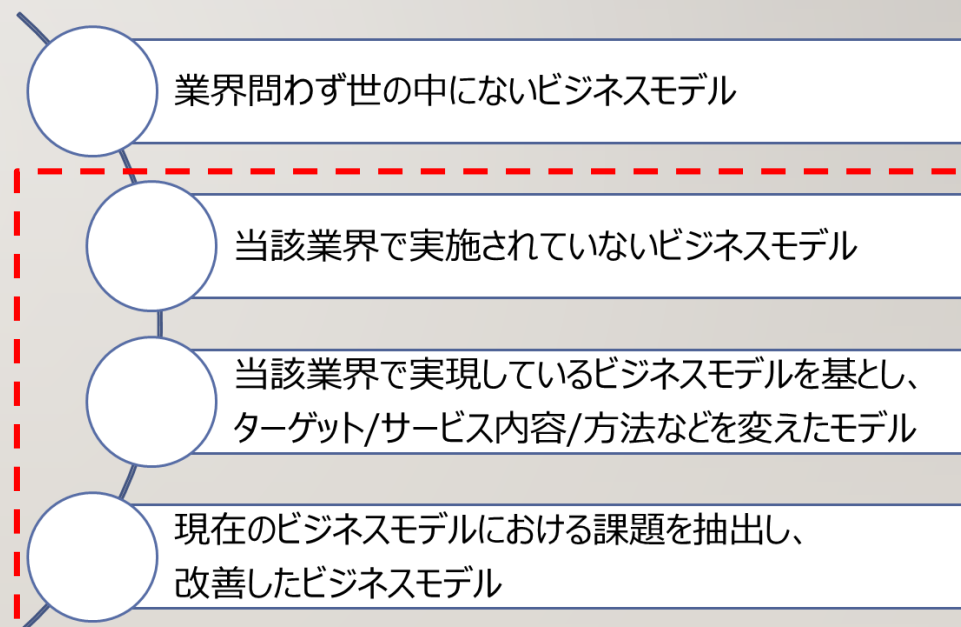 業界問わず世の中にないビジネスモデル
当該業界で実施されていないビジネスモデル
当該業界で実現しているビジネスモデルを基とし、
ターゲット/サービス内容/方法などを変えたモデル
現在のビジネスモデルにおける課題を抽出し、
改善したビジネスモデル